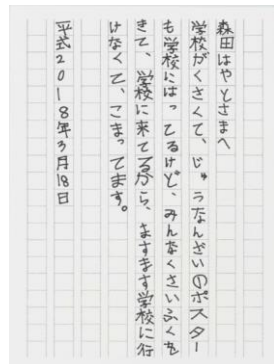 森田はやとさまへ
学校がくさくて、じゅうなんざいのポスター
も学校にはってるけど、みんなくさいふくを
きて、学校に来てるから、ますます学校に行
けなくて、こまってます。
平式2018年3月18日